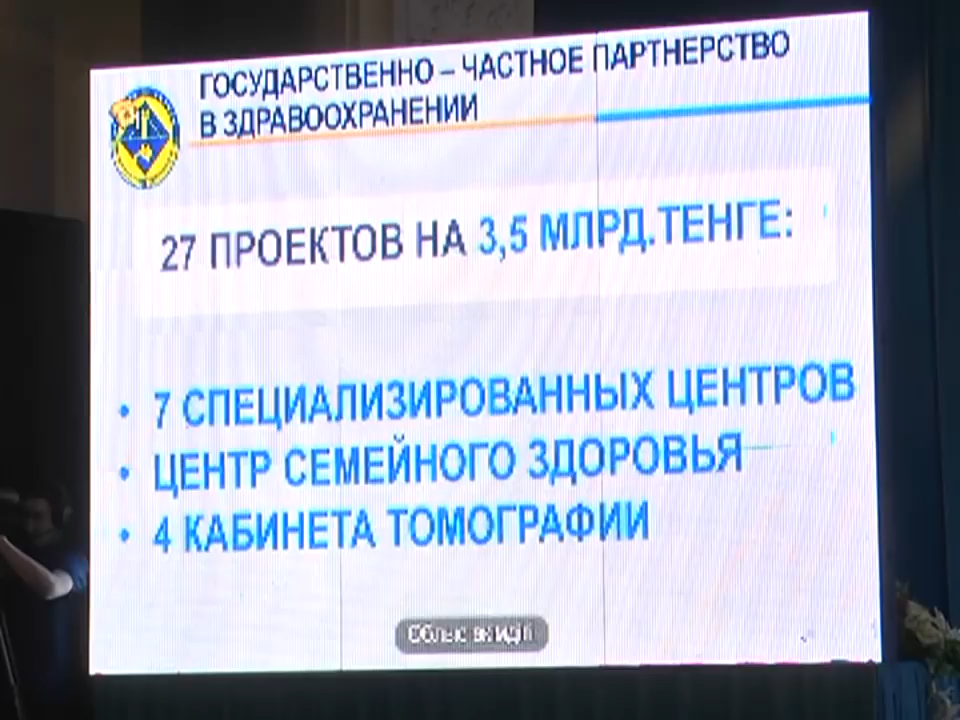 ГОСУДАРСТВЕННО – ЧАСТНОЕ ПАРТНЕРСТВО
В ЗДРАВООХРАНЕНИИ
27 ПРОЕКТОВ НА 3,5 МЛРД.ТЕНГЕ:
• 7 СПЕЦИАЛИЗИРОВАННЫХ ЦЕНТРОВ
• ЦЕНТР СЕМЕЙНОГО ЗДОРОВЬЯ
• 4 КАБИНЕТА ТОМОГРАФИИ